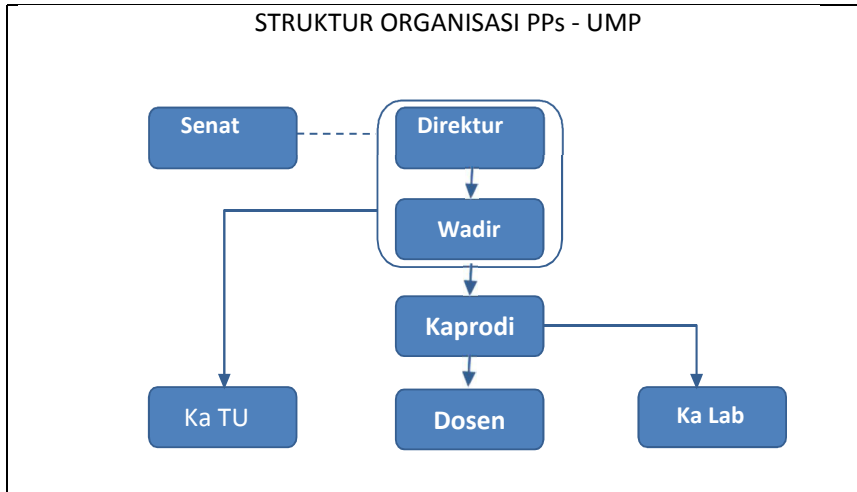 STRUKTUR ORGANISASI PPs - UMP
Senat
Direktur
Wadir
Kaprodi
Ka TU
Dosen
Ka Lab